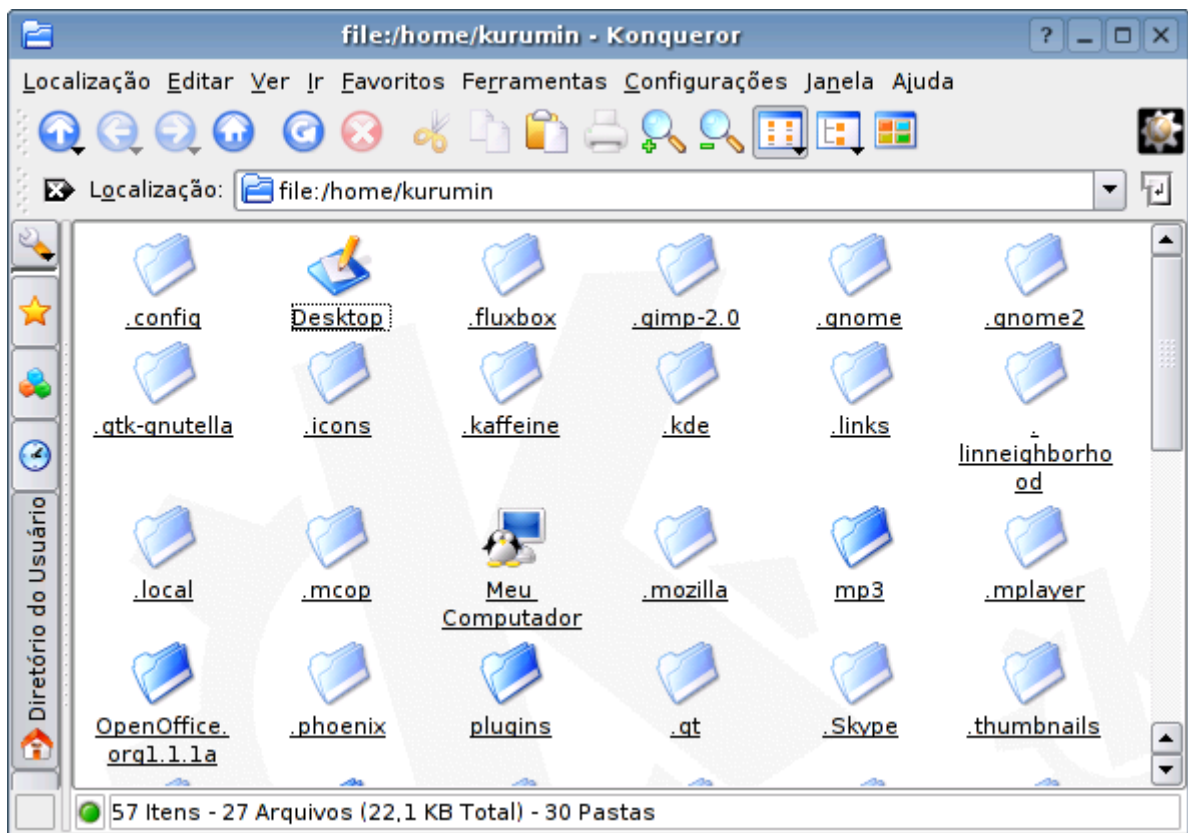 file:/home/kurumin - Konqueror
Localização Editar Ver Ir Favoritos Ferramentas Configurações Janela Ajuda
Localização: file:/home/kurumin
.config Desktop .fluxbox .gimp-2.0 .gnome .gnome2
.gtk-gnutella .icons .kaffeine .kde .links .
linneighborho
od
.local .mcop Meu .mozilla mp3 .mplayer
Computador
OpenOffice. .phoenix plugins .qt .Skype .thumbnails
org1.1.1a
Diretório do Usuário
57 Itens - 27 Arquivos (22,1 KB Total) - 30 Pastas